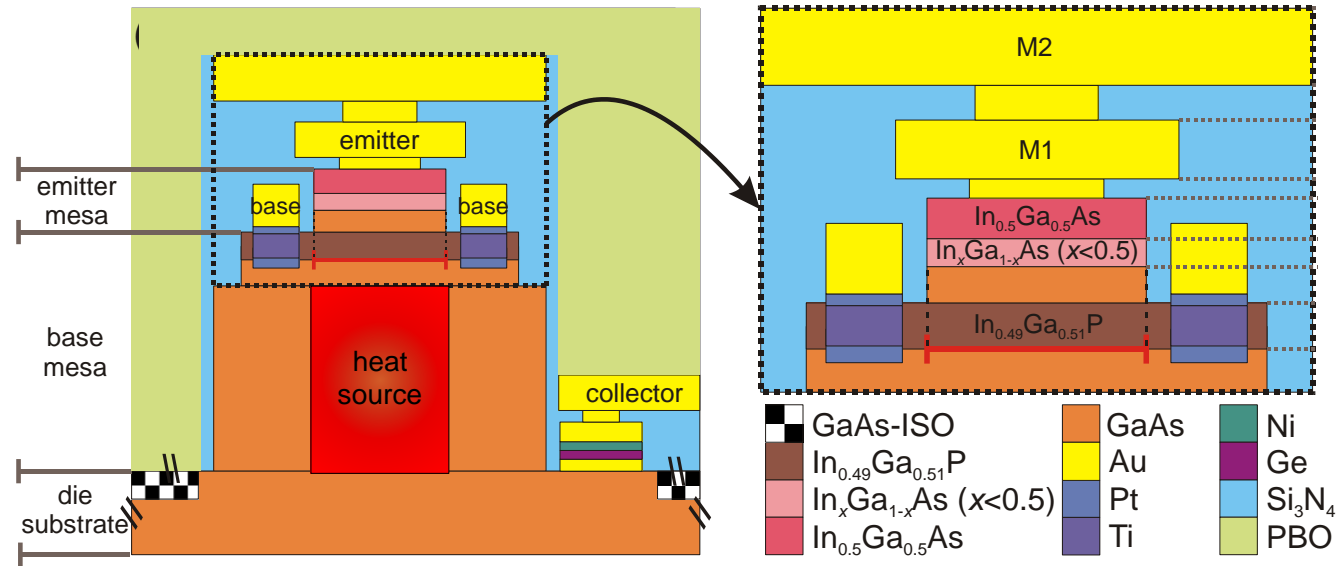 emitter
mesa
base
mesa
die
substrate
emitter
base
base
heat
source
collector
M2
M1
In0.5Ga0.5As
InxGa1-xAs (x<0.5)
In0.49Ga0.51P
GaAs-ISO
In0.49Ga0.51P
InxGa1-xAs (x<0.5)
In0.5Ga0.5As
GaAs
Au
Pt
Ti
Ni
Ge
Si3N4
PBO